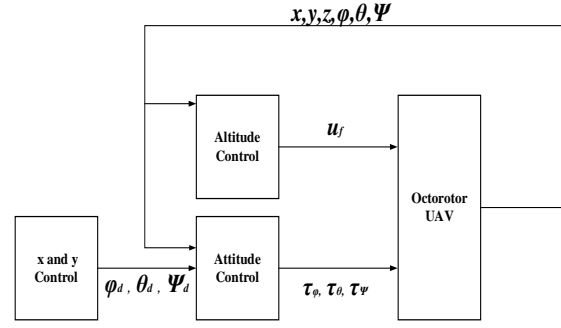 x,y,z,φ,θ,Ψ
Altitude
Control
u_f
Octorotor
UAV
x and y
Control
φ_d , θ_d , Ψ_d
Attitude
Control
τ_φ, τ_θ, τ_Ψ